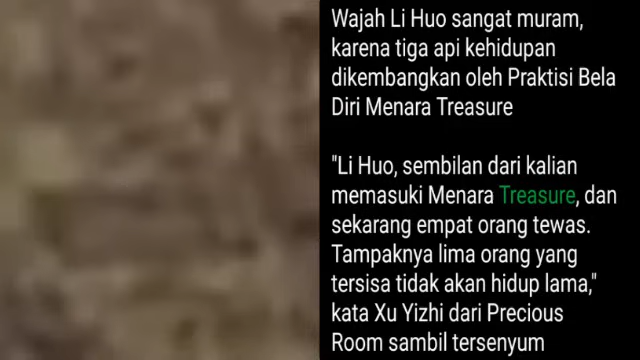 Wajah Li Huo sangat muram,
karena tiga api kehidupan
dikembangkan oleh Praktisi Bela
Diri Menara Treasure
"Li Huo, sembilan dari kalian
memasuki Menara Treasure, dan
sekarang empat orang tewas.
Tampaknya lima orang yang
tersisa tidak akan hidup lama,"
kata Xu Yizhi dari Precious
Room sambil tersenyum